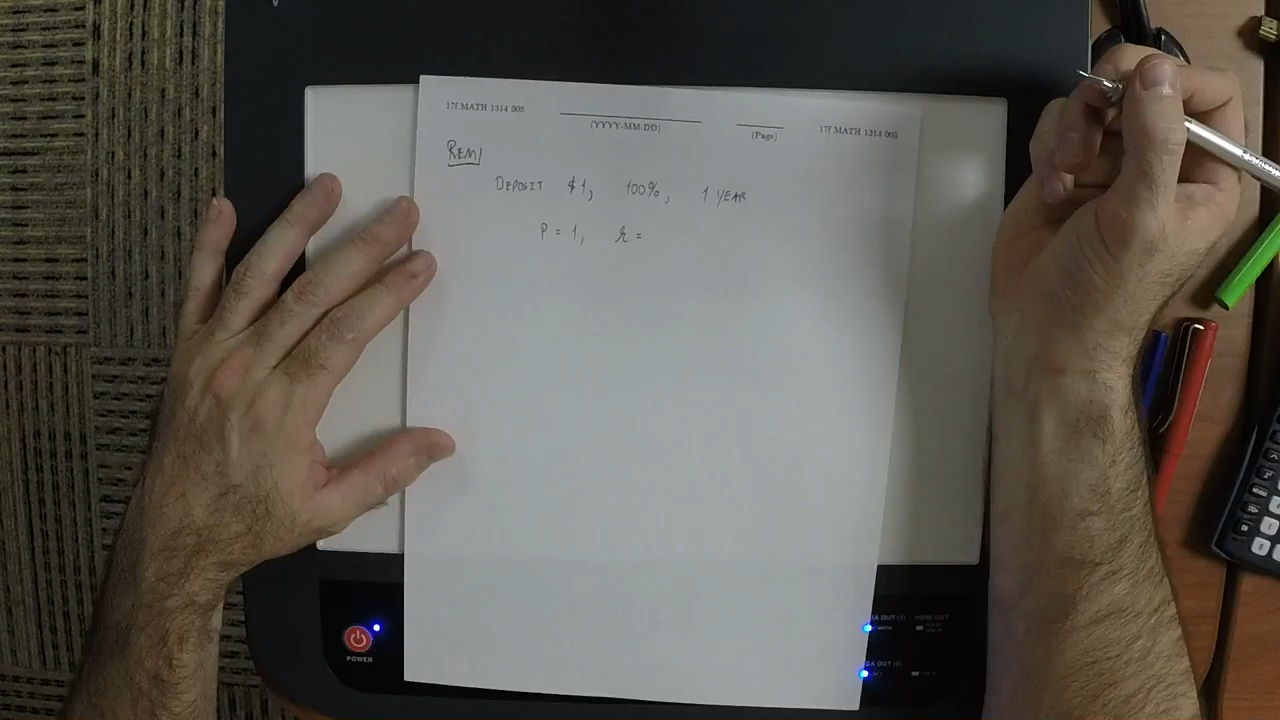 17f MATH 1314 005
(YYYY-MM-DD)
(Page)
17f MATH 1314 005
REM
DEPOSIT $1, 100%, 1 YEAR
P = 1, r =
POWER